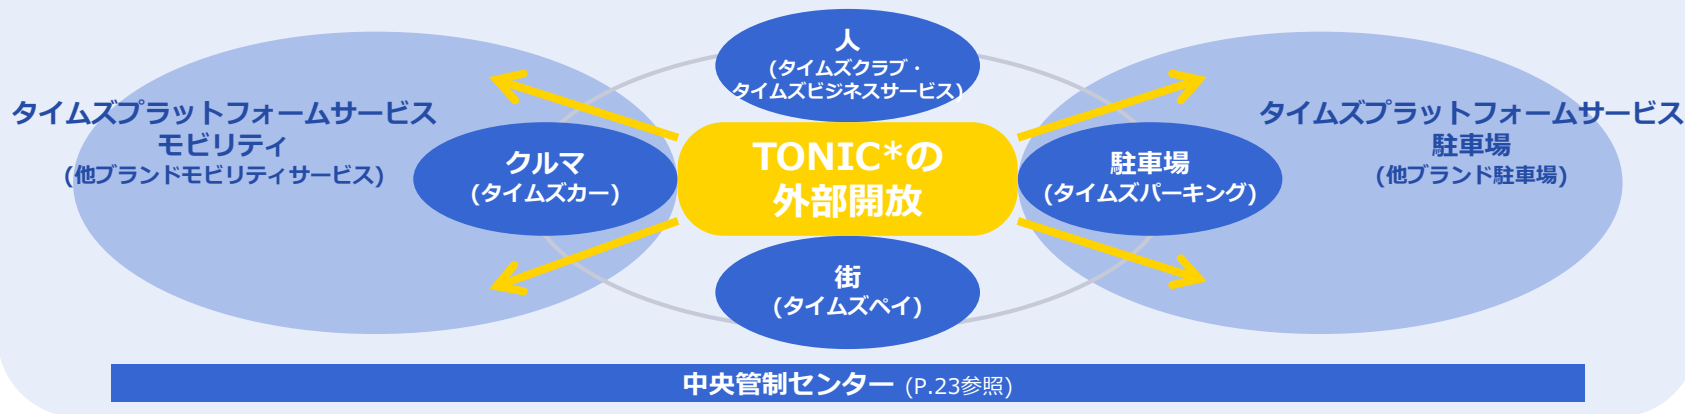 人
(タイムズクラブ・
タイムズビジネスサービス)
タイムズプラットフォームサービス
モビリティ
(他ブランドモビリティサービス)
クルマ
(タイムズカー)
TONIC*の
外部開放
駐車場
(タイムズパーキング)
タイムズプラットフォームサービス
駐車場
(他ブランド駐車場)
街
(タイムズペイ)
中央管制センター (P.23参照)